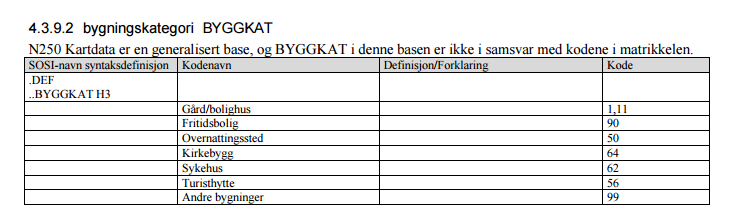 4.3.9.2 bygningskategori BYGGKAT
N250 Kartdata er en generalisert base, og BYGGKAT i denne basen er ikke i samsvar med kodene i matrikkelen.
SOSI-navn syntaksdefinisjon Kodenavn Definisjon/Forklaring Kode
.DEF
..BYGGKAT H3
Gård/bolighus 1,11
Fritidsbolig 90
Overnattingssted 50
Kirkebygg 64
Sykehus 62
Turisthytte 56
Andre bygninger 99